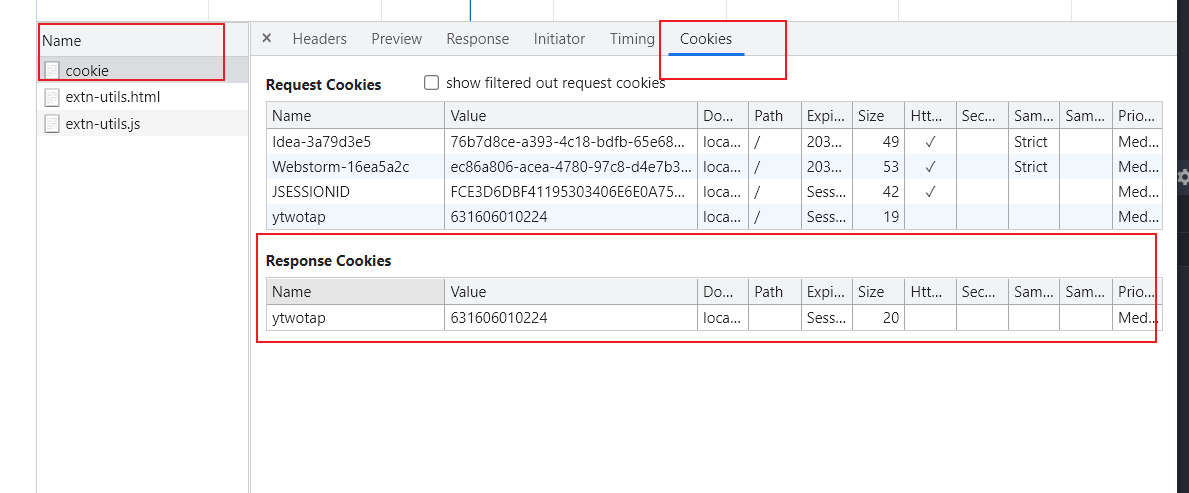 Name
cookie
extn-utils.html
extn-utils.js
× Headers Preview Response Initiator Timing Cookies
Request Cookies show filtered out request cookies
Name Value Do... Path Expi... Size Htt... Sec... Sam... Sam... Prio...
Idea-3a79d3e5 76b7d8ce-a393-4c18-bdfb-65e68... loca... / 203... 49 ✓ Strict Med...
Webstorm-16ea5a2c ec86a806-acea-4780-97c8-d4e7b3... loca... / 203... 53 ✓ Strict Med...
JSESSIONID FCE3D6DBF41195303406E6E0A75... loca... / Sess... 42 ✓ Med...
ytwotap 631606010224 loca... / Sess... 19 Med...
Response Cookies
Name Value Do... Path Expi... Size Htt... Sec... Sam... Sam... Prio...
ytwotap 631606010224 loca... Sess... 20 Med...